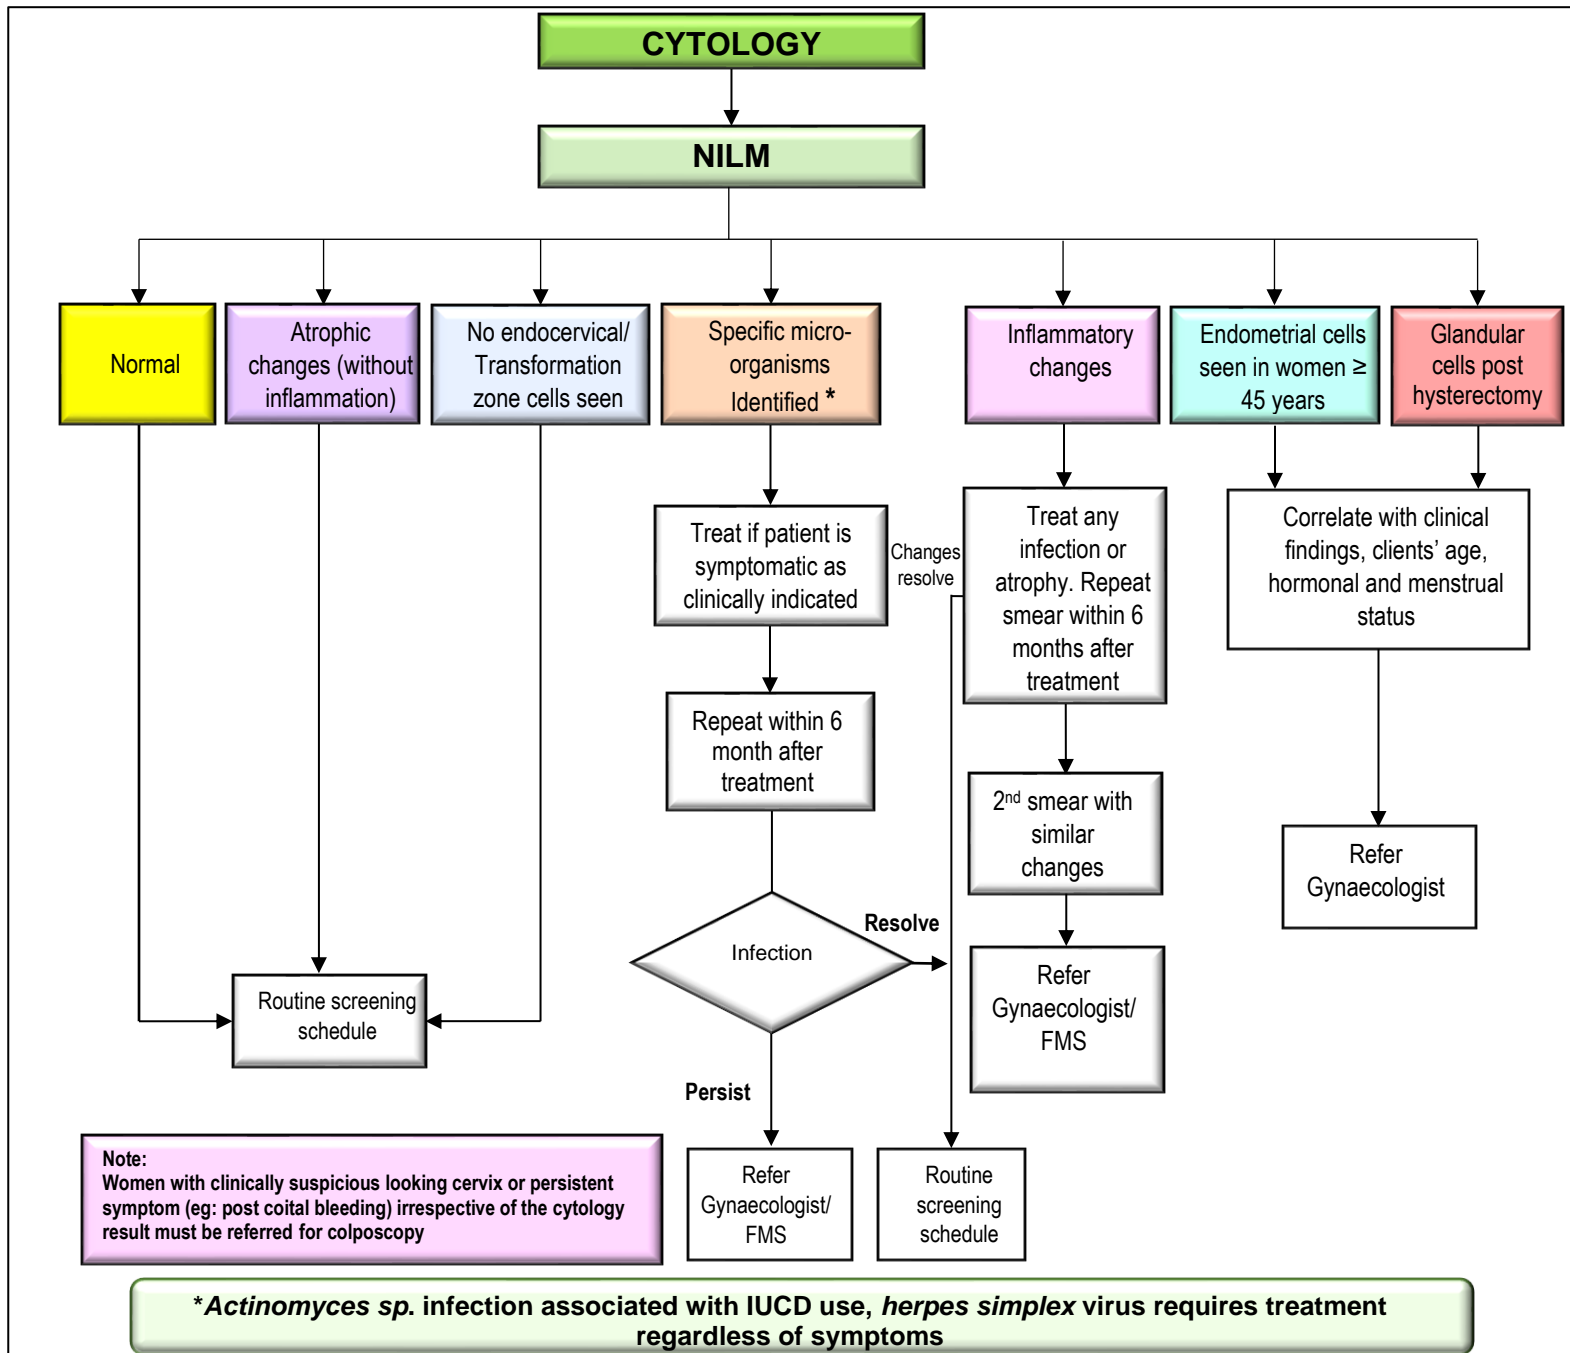 CYTOLOGY
NILM
Normal
Atrophic
changes (without
inflammation)
No endocervical/
Transformation
zone cells seen
Specific micro-
organisms
Identified *
Inflammatory
changes
Endometrial cells
seen in women ≥
45 years
Glandular
cells post
hysterectomy
Treat if patient is
symptomatic as
clinically indicated
Changes
resolve
Treat any
infection or
atrophy. Repeat
smear within 6
months after
treatment
Correlate with clinical
findings, clients’ age,
hormonal and menstrual
status
Repeat within 6
month after
treatment
2nd smear with
similar
changes
Refer
Gynaecologist
Infection
Resolve
Refer
Gynaecologist/
FMS
Routine screening
schedule
Persist
Refer
Gynaecologist/
FMS
Routine
screening
schedule
Note:
Women with clinically suspicious looking cervix or persistent
symptom (eg: post coital bleeding) irrespective of the cytology
result must be referred for colposcopy
*Actinomyces sp. infection associated with IUCD use, herpes simplex virus requires treatment
regardless of symptoms